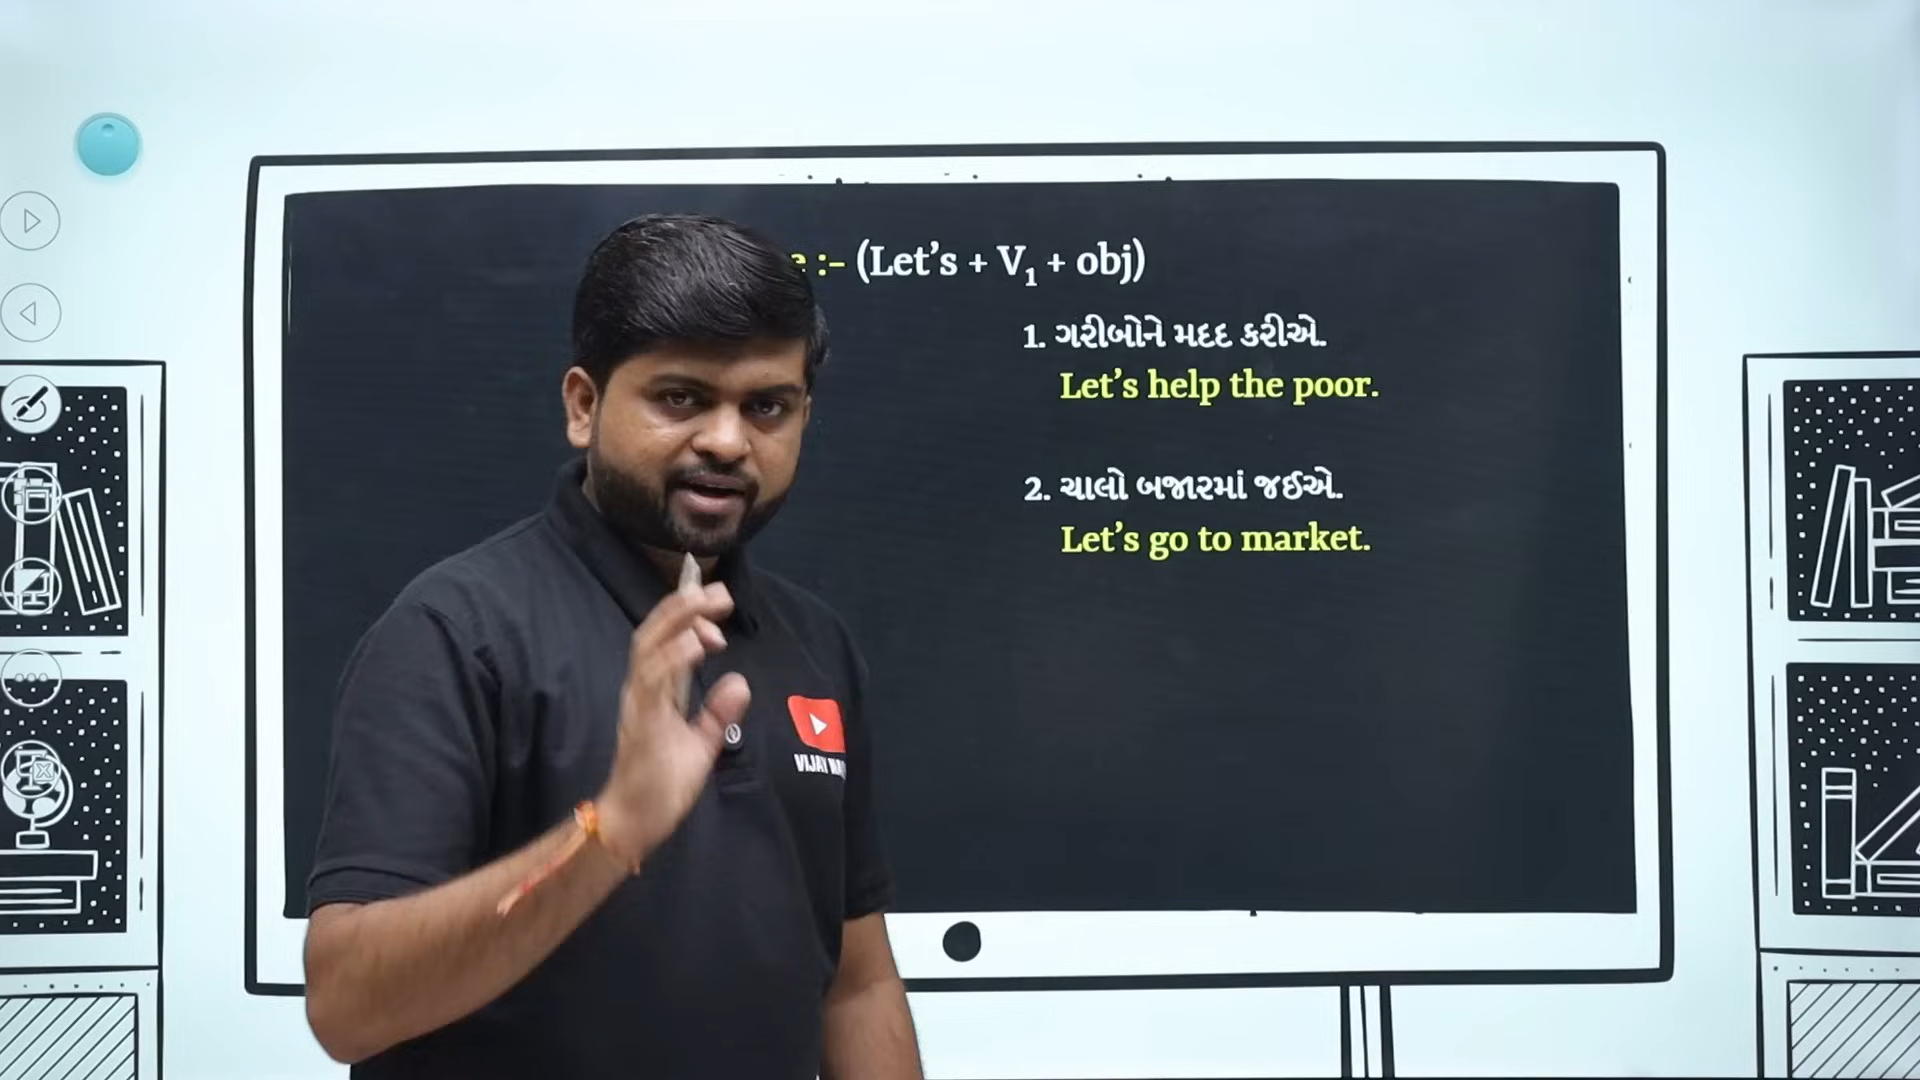 :- (Let’s + V₁ + obj)
1. ગરીબોને મદદ કરીએ.
Let’s help the poor.
2. ચાલો બજારમાં જઈએ.
Let’s go to market.
VIJAY